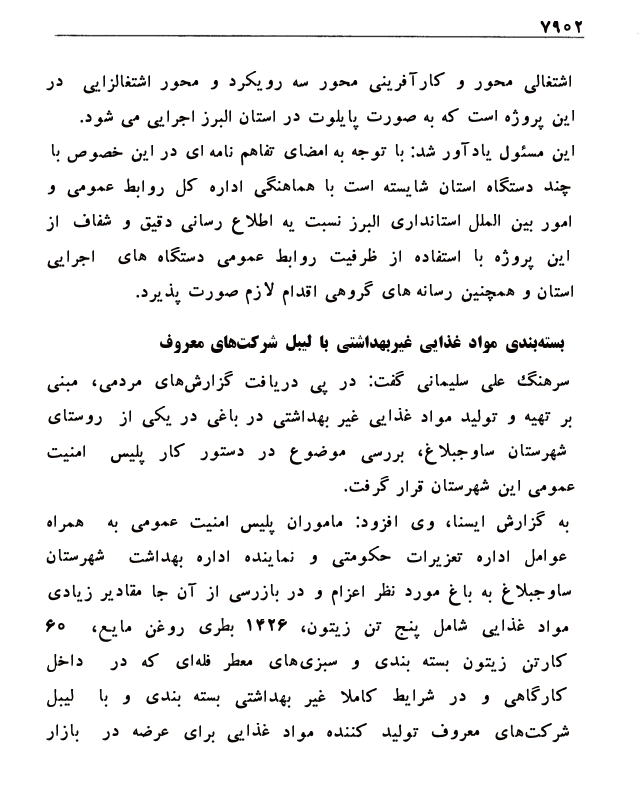 ۷۹۰۲
اشتغالی محور و کارآفرینی محور سه رویکرد و محور اشتغالزایی در
این پروژه است که به صورت پایلوت در استان البرز اجرایی می شود.
این مسئول یادآور شد: با توجه به امضای تفاهم نامه ای در این خصوص با
چند دستگاه استان شایسته است با هماهنگی اداره کل روابط عمومی و
امور بین الملل استانداری البرز نسبت یه اطلاع رسانی دقیق و شفاف از
این پروژه با استفاده از ظرفیت روابط عمومی دستگاه های اجرایی
استان و همچنین رسانه های گروهی اقدام لازم صورت پذیرد.
بسته‌بندی مواد غذایی غیربهداشتی با لیبل شرکت‌های معروف
سرهنگ علی سلیمانی گفت: در پی دریافت گزارش‌های مردمی، مبنی
بر تهیه و تولید مواد غذایی غیر بهداشتی در باغی در یکی از روستای
شهرستان ساوجبلاغ، بررسی موضوع در دستور کار پلیس امنیت
عمومی این شهرستان قرار گرفت.
به گزارش ایسنا، وی افزود: ماموران پلیس امنیت عمومی به همراه
عوامل اداره تعزیرات حکومتی و نماینده اداره بهداشت شهرستان
ساوجبلاغ به باغ مورد نظر اعزام و در بازرسی از آن جا مقادیر زیادی
مواد غذایی شامل پنج تن زیتون، ۱۴۲۶ بطری روغن مایع، ۶۰
کارتن زیتون بسته بندی و سبزی‌های معطر فله‌ای که در داخل
کارگاهی و در شرایط کاملا غیر بهداشتی بسته بندی و با لیبل
شرکت‌های معروف تولید کننده مواد غذایی برای عرضه در بازار